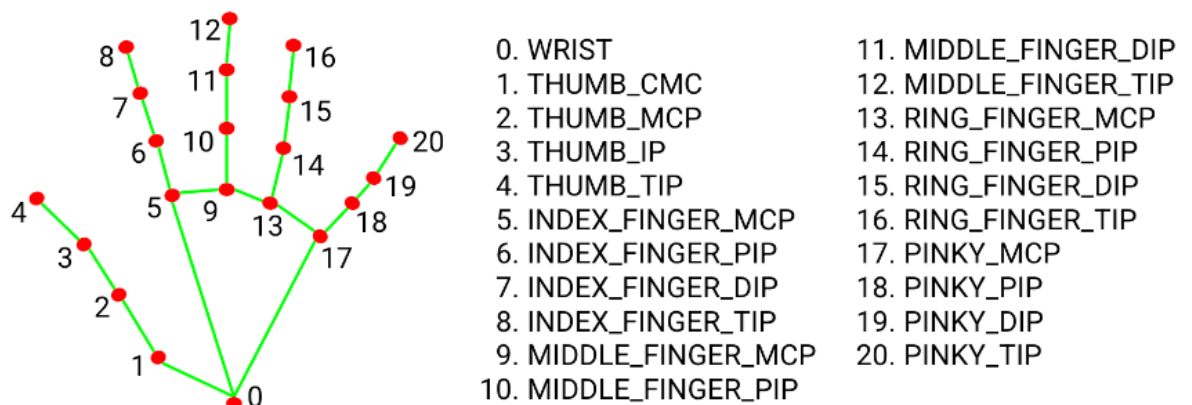 12
8
16
11
7
15
10
20
6
14
19
4
5
9
18
13
3
17
2
1
0
0. WRIST
1. THUMB_CMC
2. THUMB_MCP
3. THUMB_IP
4. THUMB_TIP
5. INDEX_FINGER_MCP
6. INDEX_FINGER_PIP
7. INDEX_FINGER_DIP
8. INDEX_FINGER_TIP
9. MIDDLE_FINGER_MCP
10. MIDDLE_FINGER_PIP
11. MIDDLE_FINGER_DIP
12. MIDDLE_FINGER_TIP
13. RING_FINGER_MCP
14. RING_FINGER_PIP
15. RING_FINGER_DIP
16. RING_FINGER_TIP
17. PINKY_MCP
18. PINKY_PIP
19. PINKY_DIP
20. PINKY_TIP